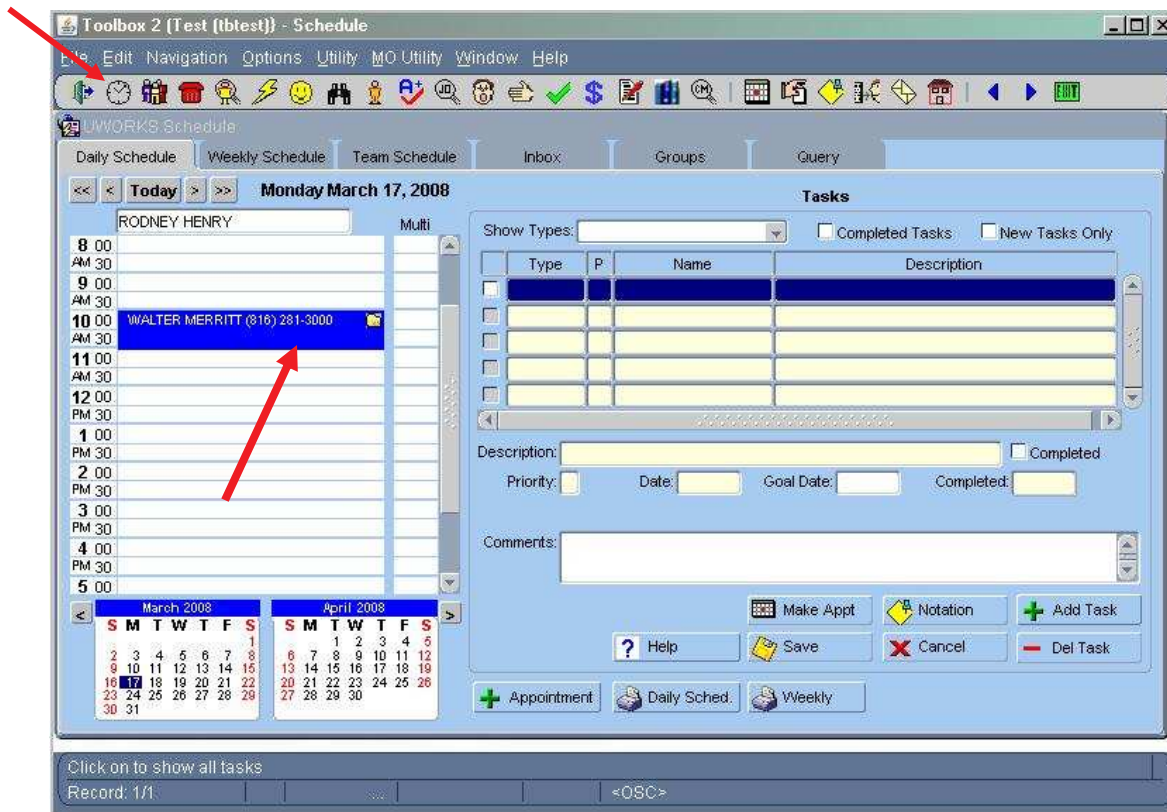 Toolbox 2 {Test (tbtest)} - Schedule
File Edit Navigation Options Utility MO Utility Window Help
A+ JO CM EXIT
UWORKS Schedule
Daily Schedule Weekly Schedule Team Schedule Inbox Groups Query
<< < Today > >> Monday March 17, 2008
Tasks
RODNEY HENRY Multi
Show Types: Completed Tasks New Tasks Only
Type P Name Description
8 00
AM 30
9 00
AM 30
10 00 WALTER MERRITT (816) 281-3000
AM 30
11 00
AM 30
12 00
PM 30
1 00
PM 30
2 00
PM 30
3 00
PM 30
4 00
PM 30
5 00
Description: Completed
Priority: Date: Goal Date: Completed:
Comments:
< March 2008
S M T W T F S
1
2 3 4 5 6 7 8
9 10 11 12 13 14 15
16 17 18 19 20 21 22
23 24 25 26 27 28 29
30 31
April 2008 >
S M T W T F S
1 2 3 4 5
6 7 8 9 10 11 12
13 14 15 16 17 18 19
20 21 22 23 24 25 26
27 28 29 30
Make Appt Notation Add Task
? Help Save Cancel Del Task
Appointment Daily Sched. Weekly
Click on to show all tasks
Record: 1/1 ... <OSC>